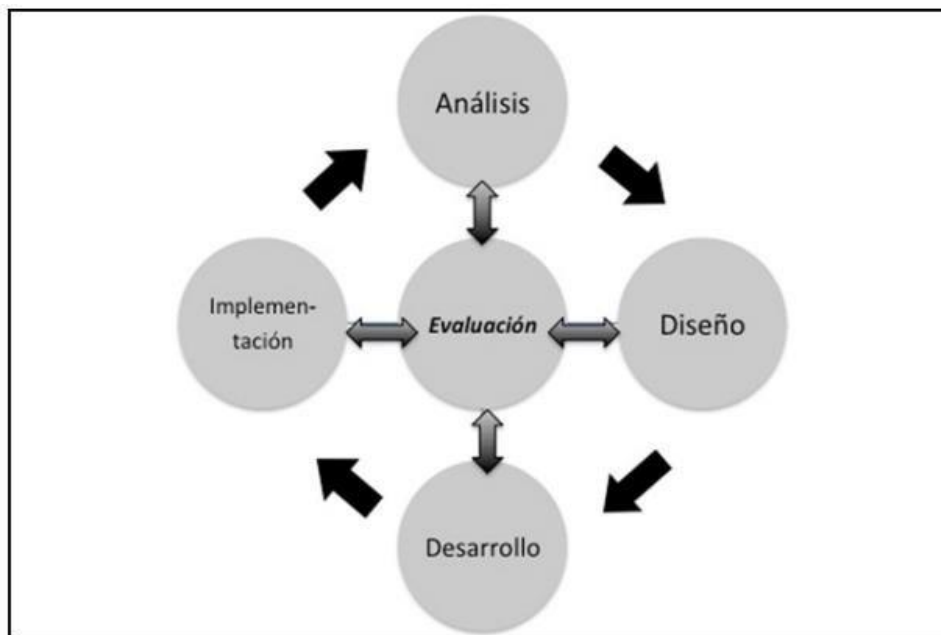 Análisis
Implemen-
tación
Evaluación
Diseño
Desarrollo